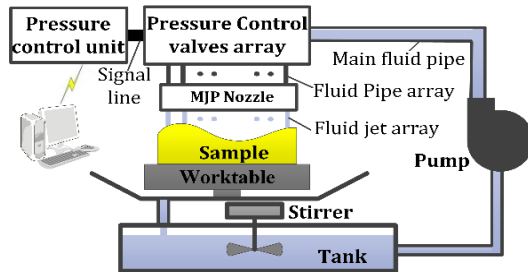 Pressure
control unit
Pressure Control
valves array
Signal
line
Main fluid pipe
Fluid Pipe array
MJP Nozzle
Fluid jet array
Sample
Pump
Worktable
Stirrer
Tank